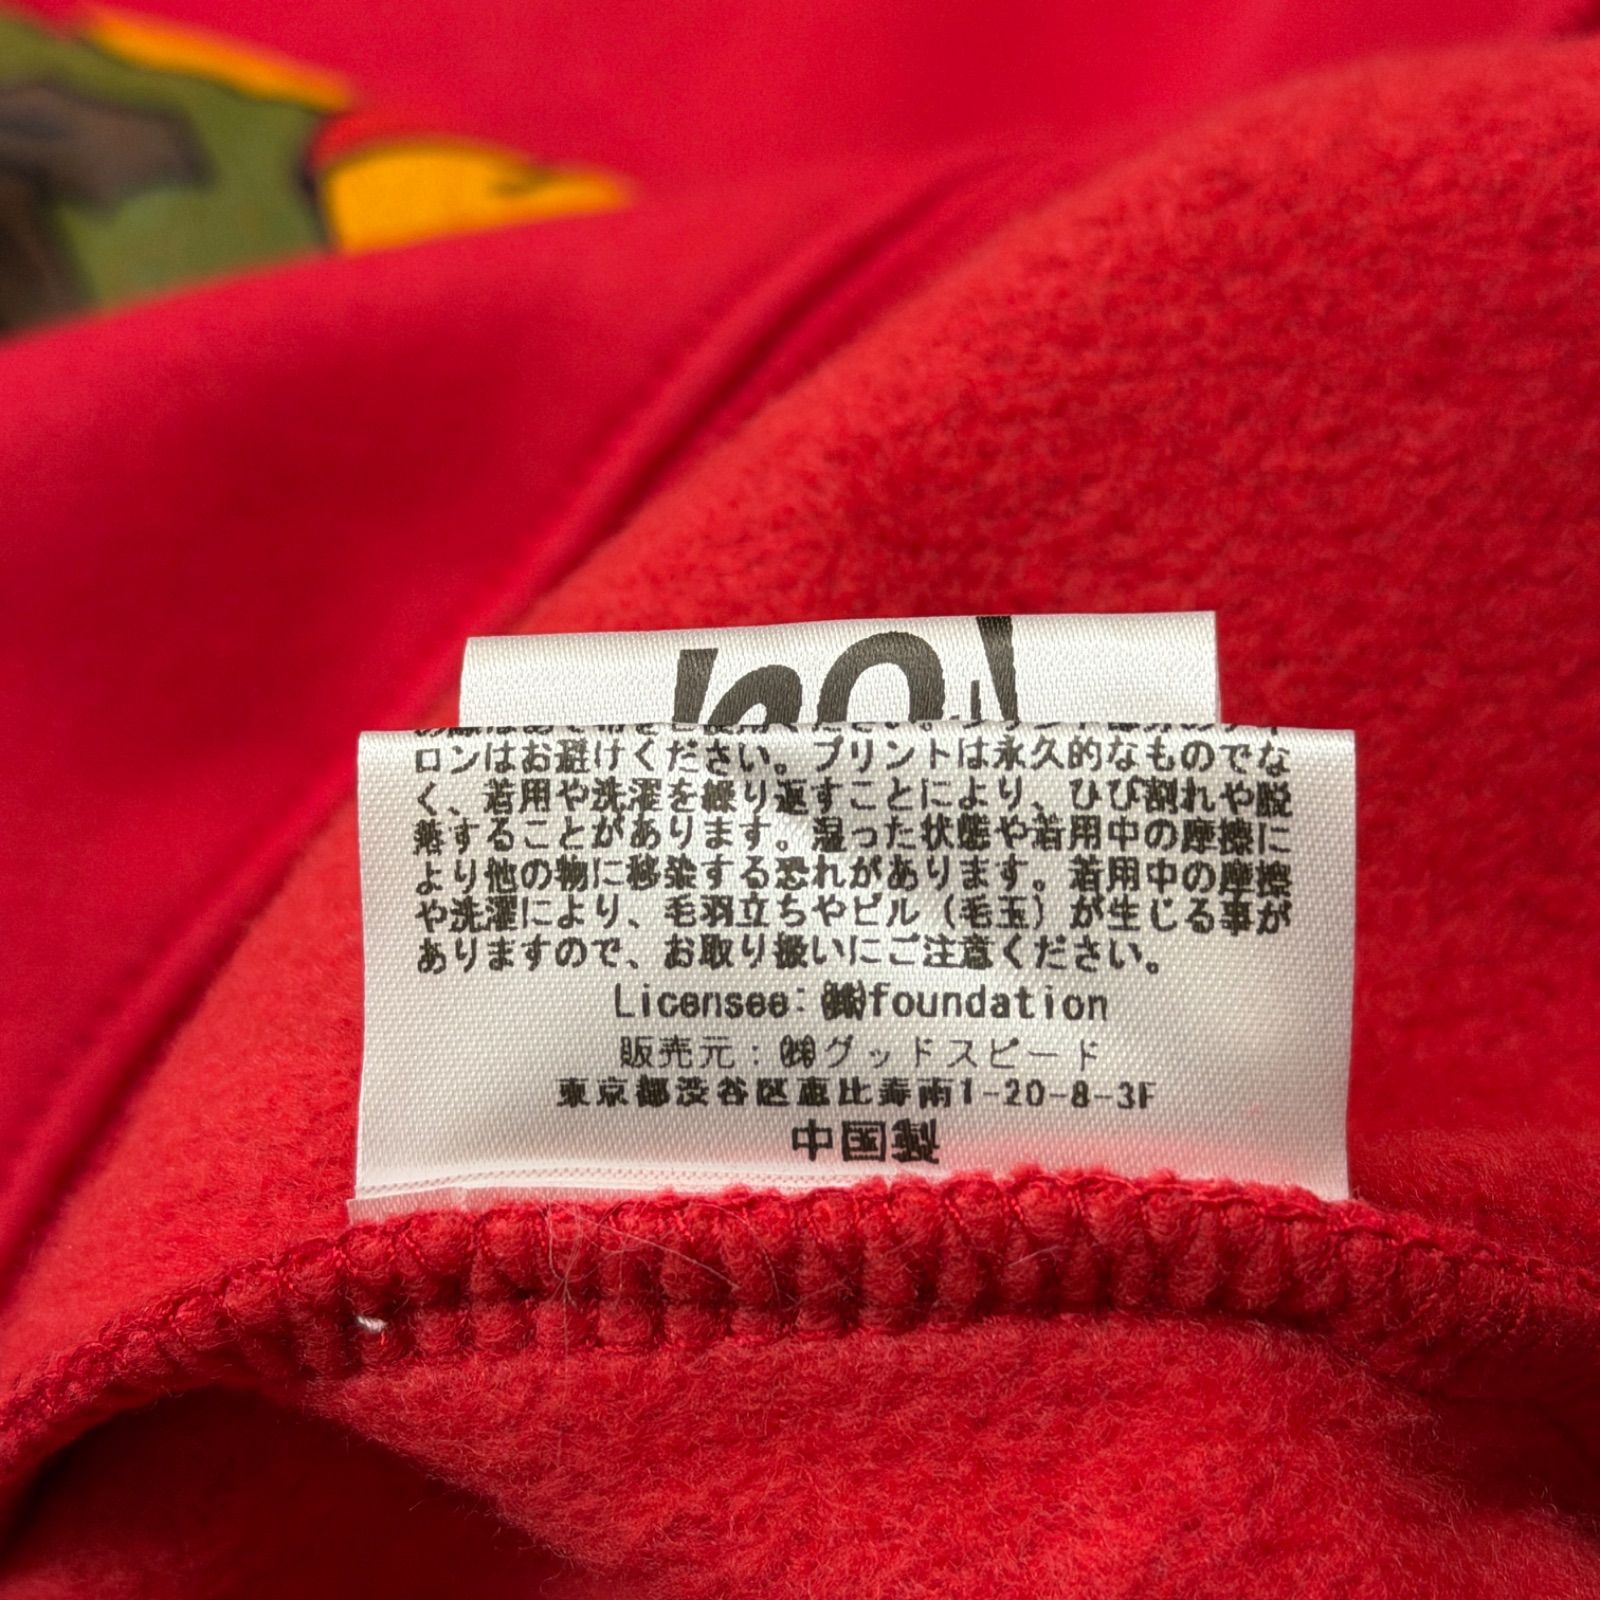 ロンはお避けください。プリントは永久的なものでな
く、着用や洗濯を繰り返すことにより、ひび割れや脱
落することがあります。湿った状態や着用中の摩擦に
より他の物に移染する恐れがあります。着用中の摩擦
や洗濯により、毛羽立ちやピル（毛玉）が生じる事が
ありますので、お取り扱いにご注意ください。
Licensee:㈱foundation
販売元：㈱グッドスピード
東京都渋谷区恵比寿南1-20-8-3F
中国製